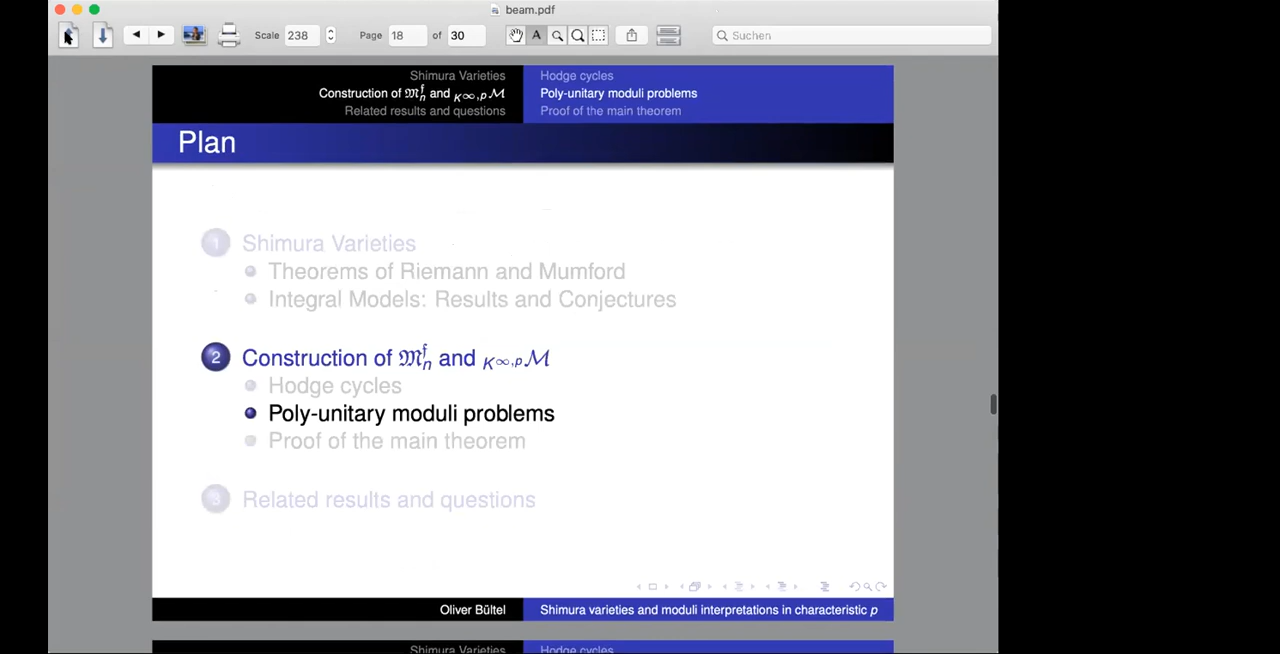 beam.pdf
Scale 238 Page 18 of 30 A Suchen
Shimura Varieties
Construction of 𝔐ᶠₙ and K∞,pℳ
Related results and questions
Hodge cycles
Poly-unitary moduli problems
Proof of the main theorem
Plan
1 Shimura Varieties
Theorems of Riemann and Mumford
Integral Models: Results and Conjectures
2 Construction of 𝔐ᶠₙ and K∞,pℳ
Hodge cycles
Poly-unitary moduli problems
Proof of the main theorem
3 Related results and questions
Oliver Bültel
Shimura varieties and moduli interpretations in characteristic p
Shimura Varieties
Hodge cycles